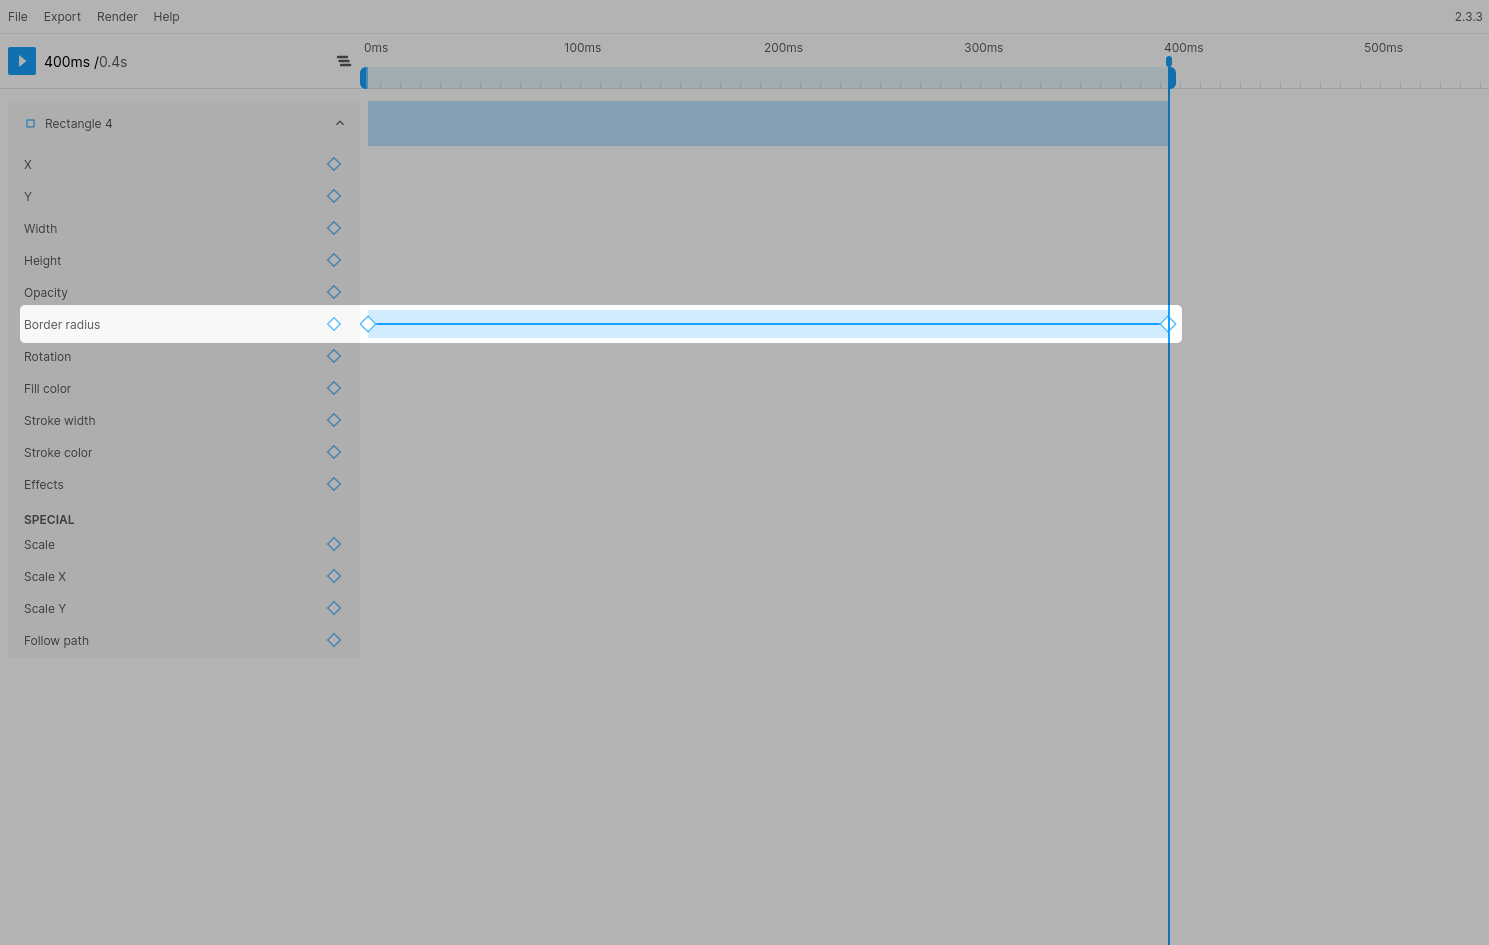 File Export Render Help 2.3.3
400ms /0.4s
0ms 100ms 200ms 300ms 400ms 500ms
Rectangle 4
X
Y
Width
Height
Opacity
Border radius
Rotation
Fill color
Stroke width
Stroke color
Effects
SPECIAL
Scale
Scale X
Scale Y
Follow path